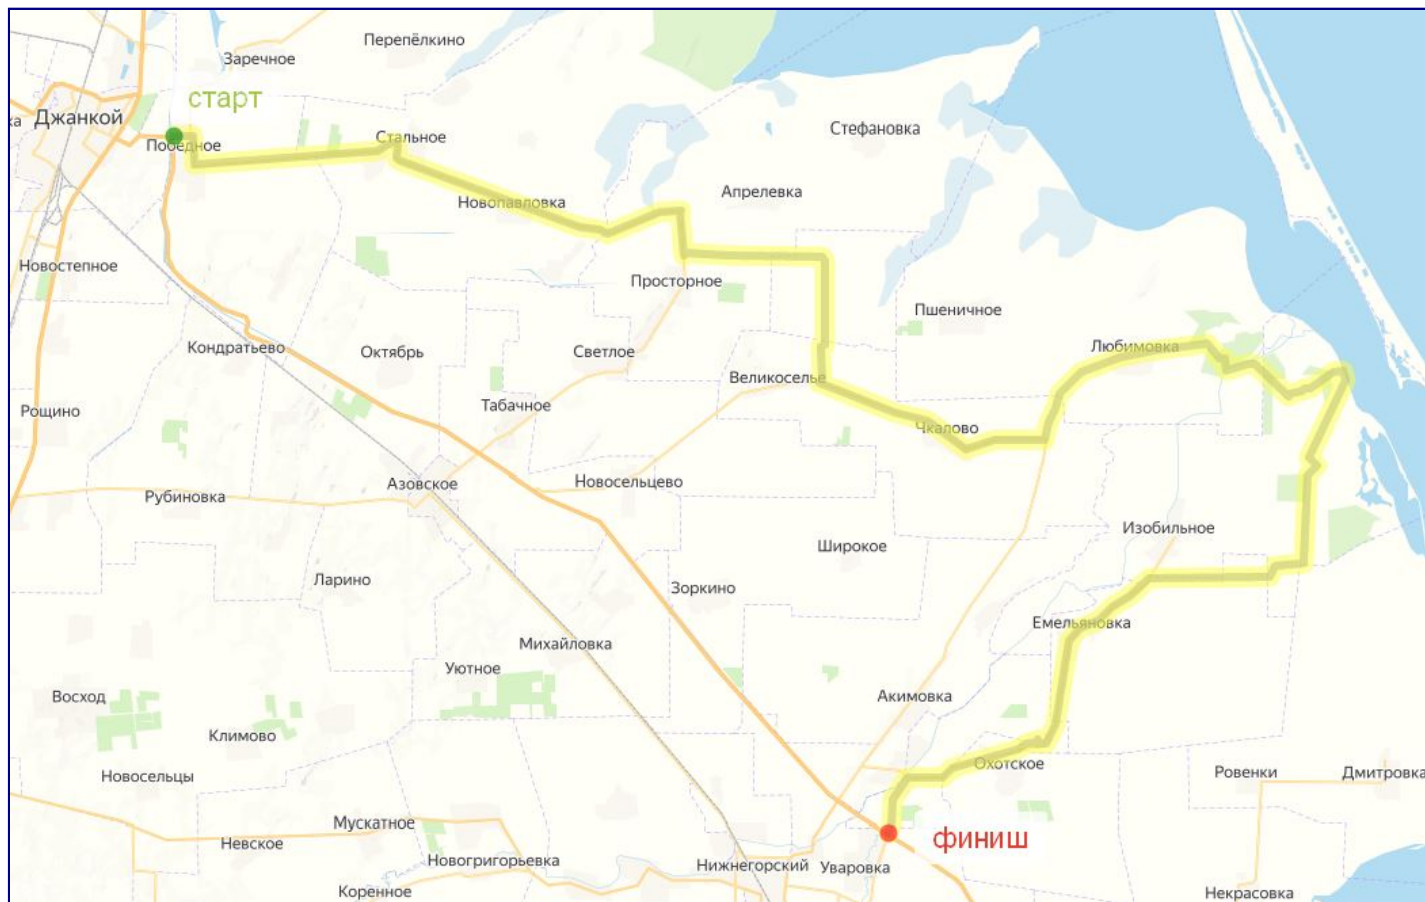 Перепёлкино
Заречное
старт
Джанкой
ка
Стефановка
Стальное
Победное
Апрелевка
Новопавловка
Новостепное
Просторное
Пшеничное
Кондратьево
Октябрь
Светлое
Любимовка
Великоселье
Табачное
Рощино
Чкалово
Азовское
Новосельцево
Рубиновка
Изобильное
Широкое
Ларино
Зоркино
Емельяновка
Михайловка
Уютное
Восход
Акимовка
Климово
Охотское
Новосельцы
Ровенки
Дмитровка
Мускатное
Невское
финиш
Новогригорьевка
Нижнегорский
Уваровка
Коренное
Некрасовка